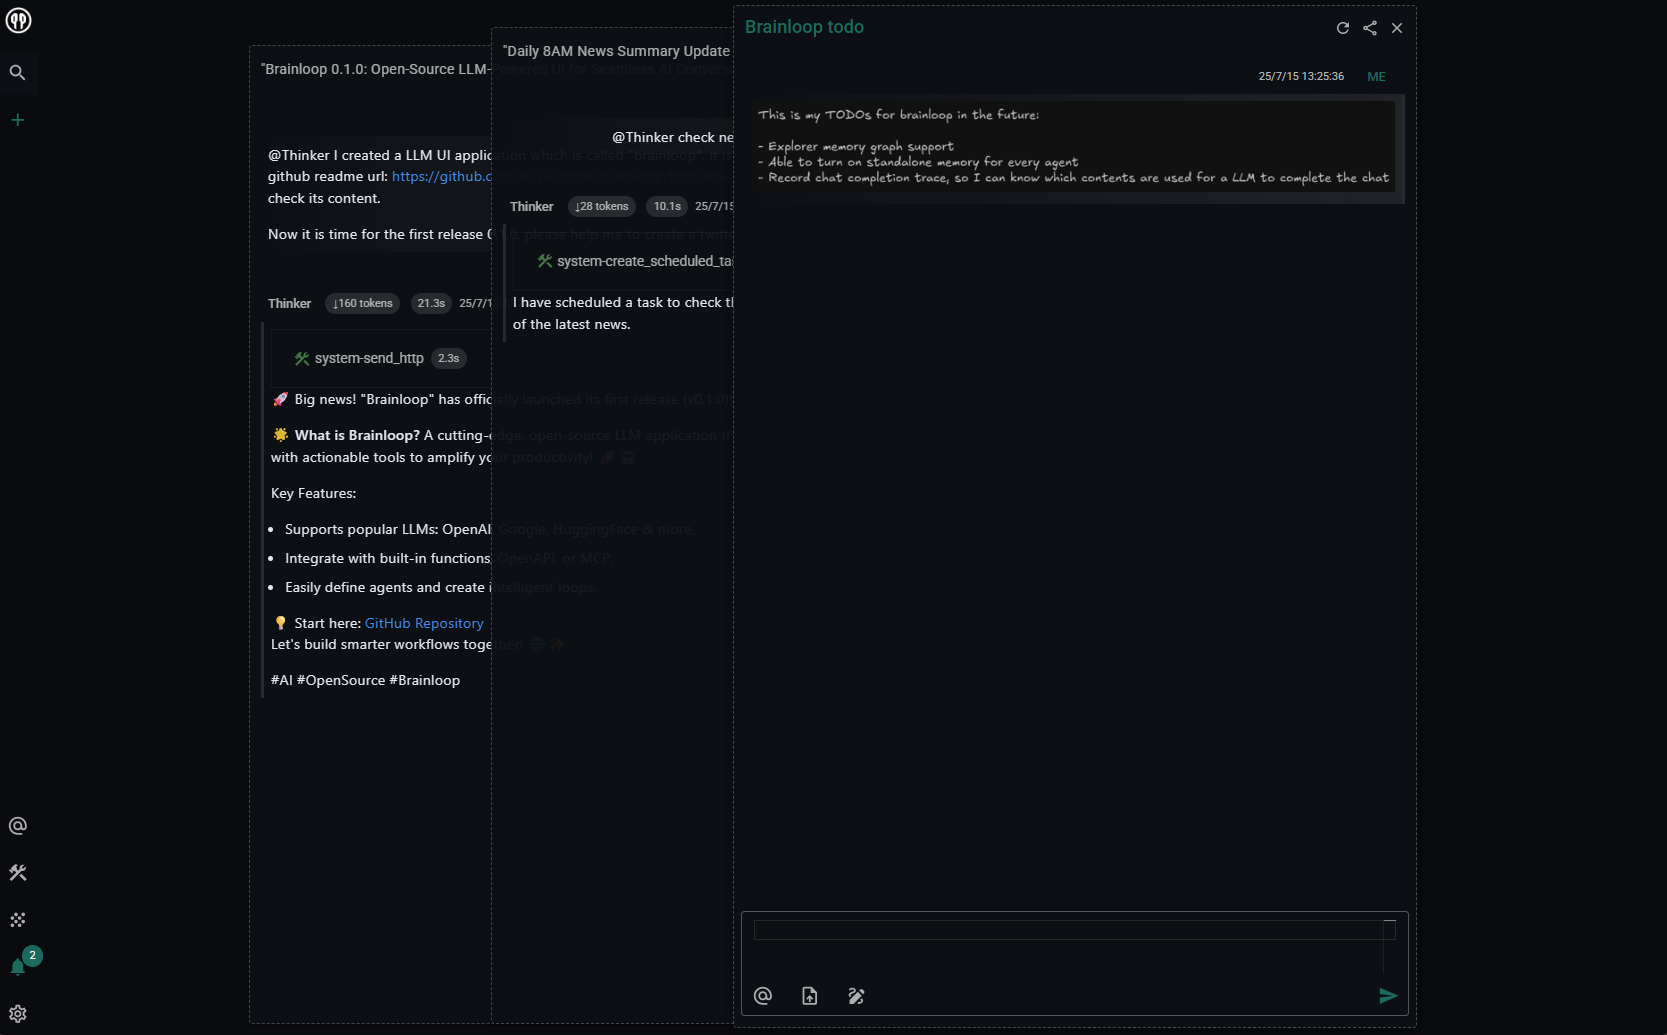 "Brainloop 0.1.0: Open-Source LLM-Powered UI for Seamless AI
@Thinker I created a LLM UI application which is called "brainloop". It is
github readme url: https://github.c
check its content.
Now it is time for the first release 0.1.0, please help me to create a
Thinker ↓160 tokens 21.3s 25/7/1
system-send_http 2.3s
🚀 Big news! "Brainloop" has officially launched its first release (v0.1.0)
🌟 What is Brainloop? A cutting-edge, open-source LLM application
with actionable tools to amplify your productivity!
Key Features:
• Supports popular LLMs: OpenAI, Google, HuggingFace & more.
• Integrate with built-in functions, OpenAPI, or MCP.
• Easily define agents and create intelligent loops.
💡 Start here: GitHub Repository
Let's build smarter workflows together!
#AI #OpenSource #Brainloop
"Daily 8AM News Summary Update
@Thinker check ne
Thinker ↓28 tokens 10.1s 25/7/15
system-create_scheduled_ta
I have scheduled a task to check t
of the latest news.
Brainloop todo
25/7/15 13:25:36 ME
This is my TODOs for brainloop in the future:
- Explorer memory graph support
- Able to turn on standalone memory for every agent
- Record chat completion trace, so I can know which contents are used for a LLM to complete the chat
2